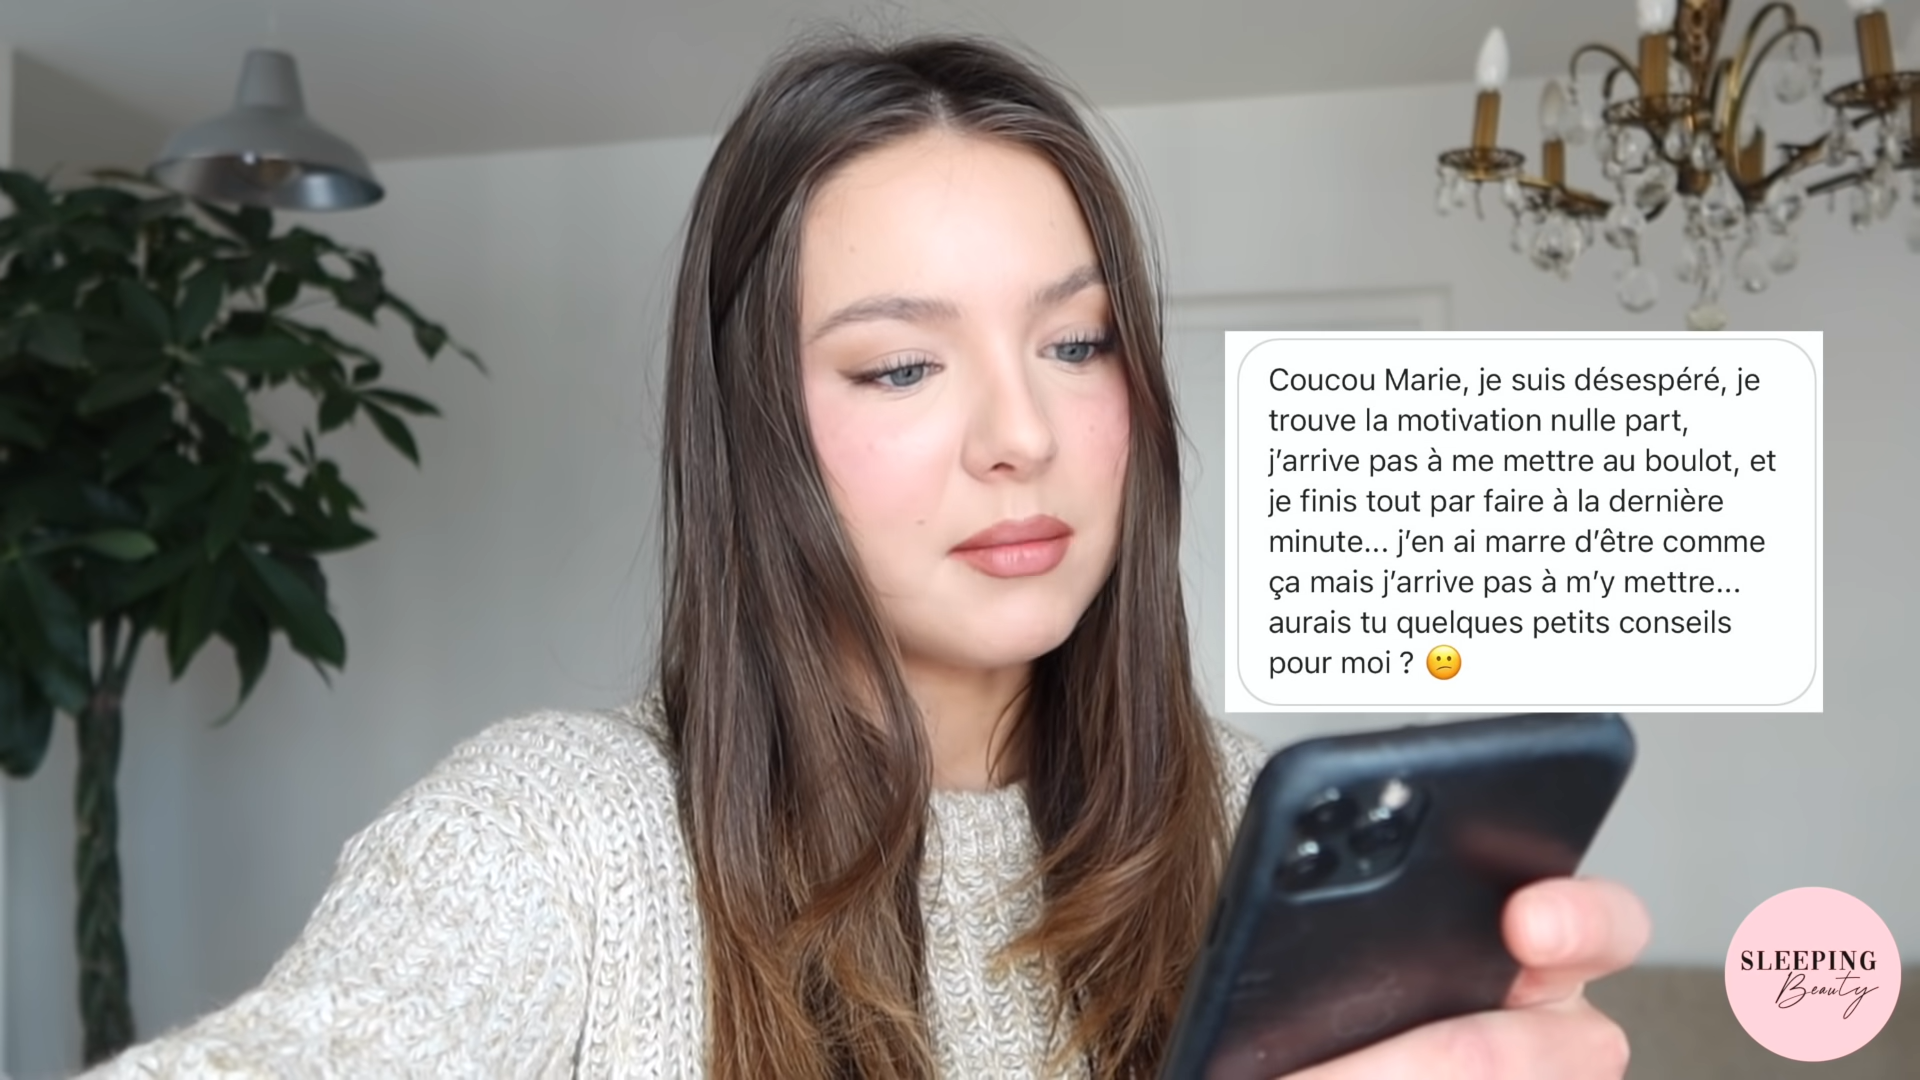 Coucou Marie, je suis désespéré, je
trouve la motivation nulle part,
j’arrive pas à me mettre au boulot, et
je finis tout par faire à la dernière
minute... j’en ai marre d’être comme
ça mais j’arrive pas à m’y mettre...
aurais tu quelques petits conseils
pour moi ? 😕
SLEEPING
Beauty